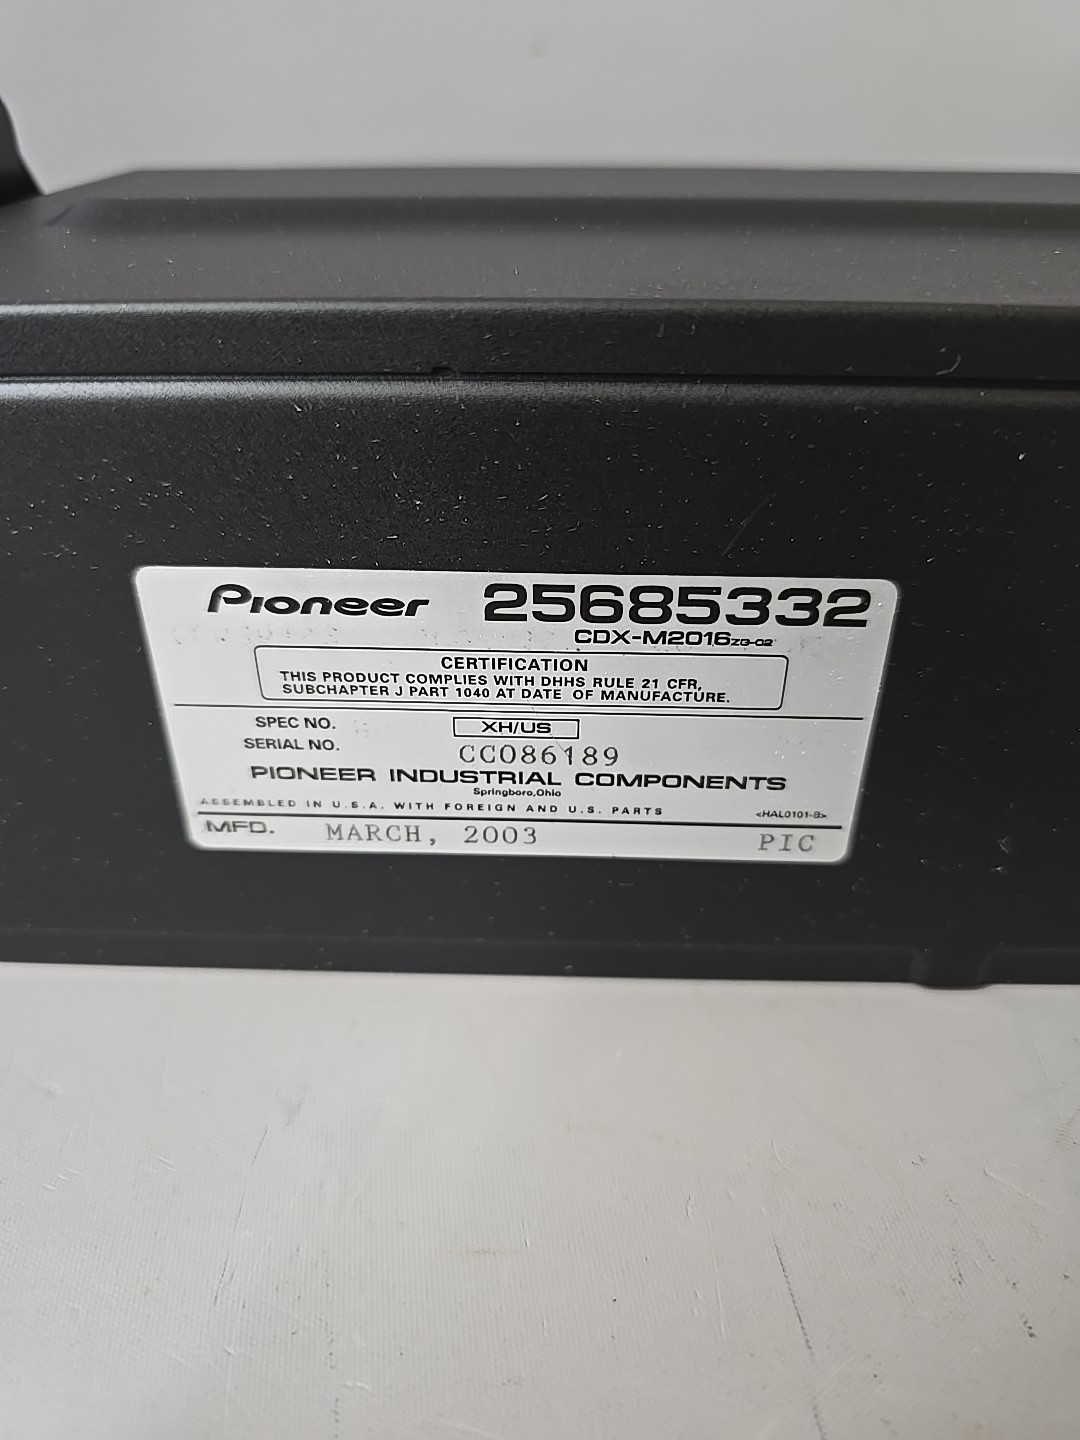 Pioneer 25685332
CDX-M2016ZG-02
CERTIFICATION
THIS PRODUCT COMPLIES WITH DHHS RULE 21 CFR,
SUBCHAPTER J PART 1040 AT DATE OF MANUFACTURE.
SPEC NO. XH/US
SERIAL NO. CC086189
PIONEER INDUSTRIAL COMPONENTS
Springboro,Ohio
ASSEMBLED IN U.S.A. WITH FOREIGN AND U.S. PARTS <HAL0101-B>
MFD. MARCH, 2003 PIC